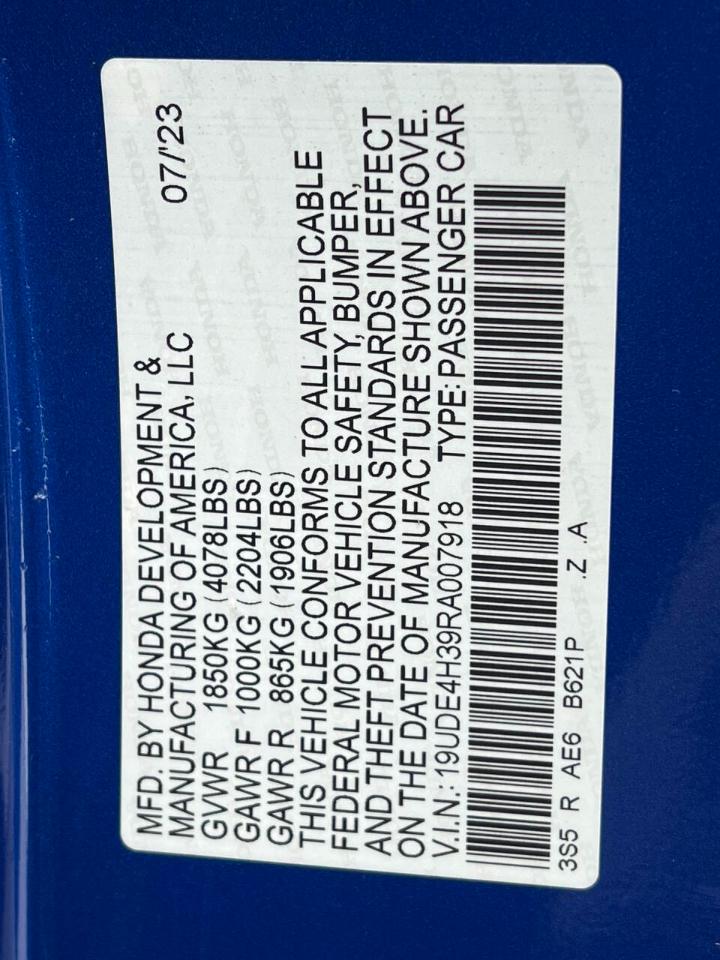 MFD. BY HONDA DEVELOPMENT &
MANUFACTURING OF AMERICA, LLC 07/'23
GVWR 1850KG (4078LBS)
GAWR F 1000KG (2204LBS)
GAWR R 865KG (1906LBS)
THIS VEHICLE CONFORMS TO ALL APPLICABLE
FEDERAL MOTOR VEHICLE SAFETY, BUMPER,
AND THEFT PREVENTION STANDARDS IN EFFECT
ON THE DATE OF MANUFACTURE SHOWN ABOVE.
V.I.N.: 19UDE4H39RA007918 TYPE: PASSENGER CAR
3S5 R AE6 B621P .Z .A